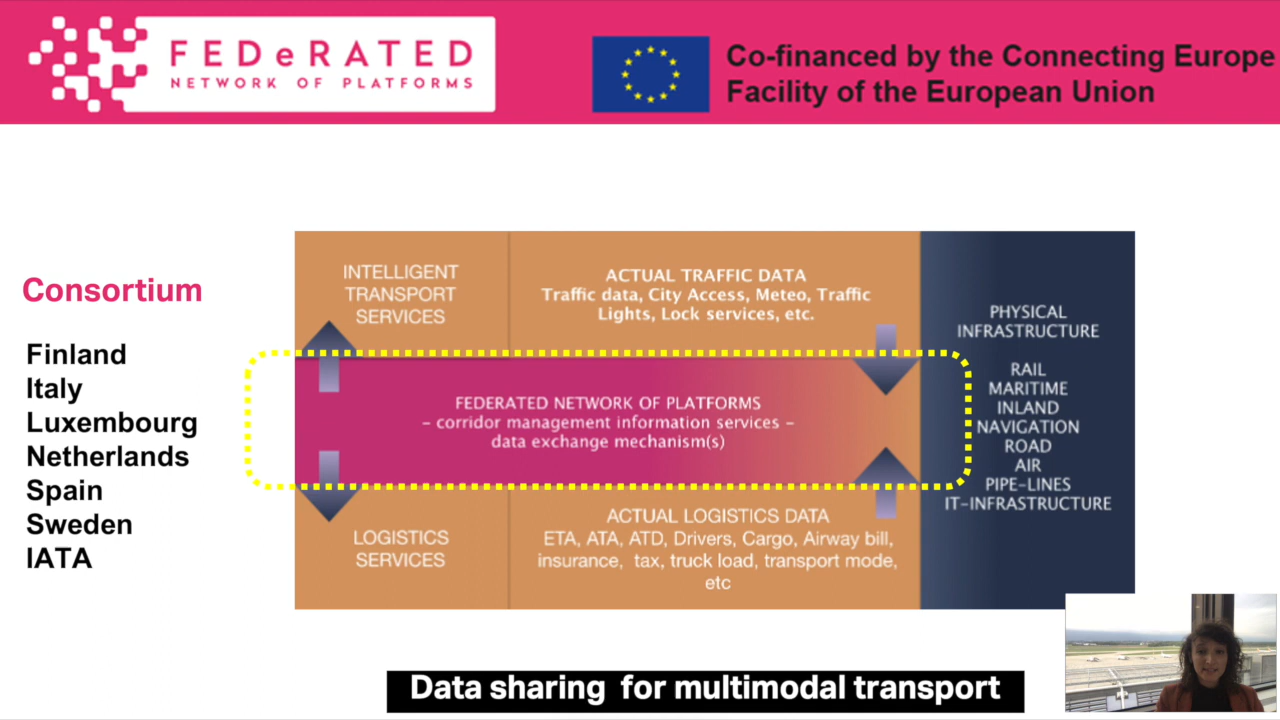 FEDeRATED
NETWORK OF PLATFORMS
Co-financed by the Connecting Europe
Facility of the European Union
Consortium
Finland
Italy
Luxembourg
Netherlands
Spain
Sweden
IATA
INTELLIGENT
TRANSPORT
SERVICES
ACTUAL TRAFFIC DATA
Traffic data, City Access, Meteo, Traffic
Lights, Lock services, etc.
FEDERATED NETWORK OF PLATFORMS
– corridor management information services –
data exchange mechanism(s)
LOGISTICS
SERVICES
ACTUAL LOGISTICS DATA
ETA, ATA, ATD, Drivers, Cargo, Airway bill,
insurance, tax, truck load, transport mode,
etc
PHYSICAL
INFRASTRUCTURE
RAIL
MARITIME
INLAND
NAVIGATION
ROAD
AIR
PIPE-LINES
IT-INFRASTRUCTURE
Data sharing for multimodal transport